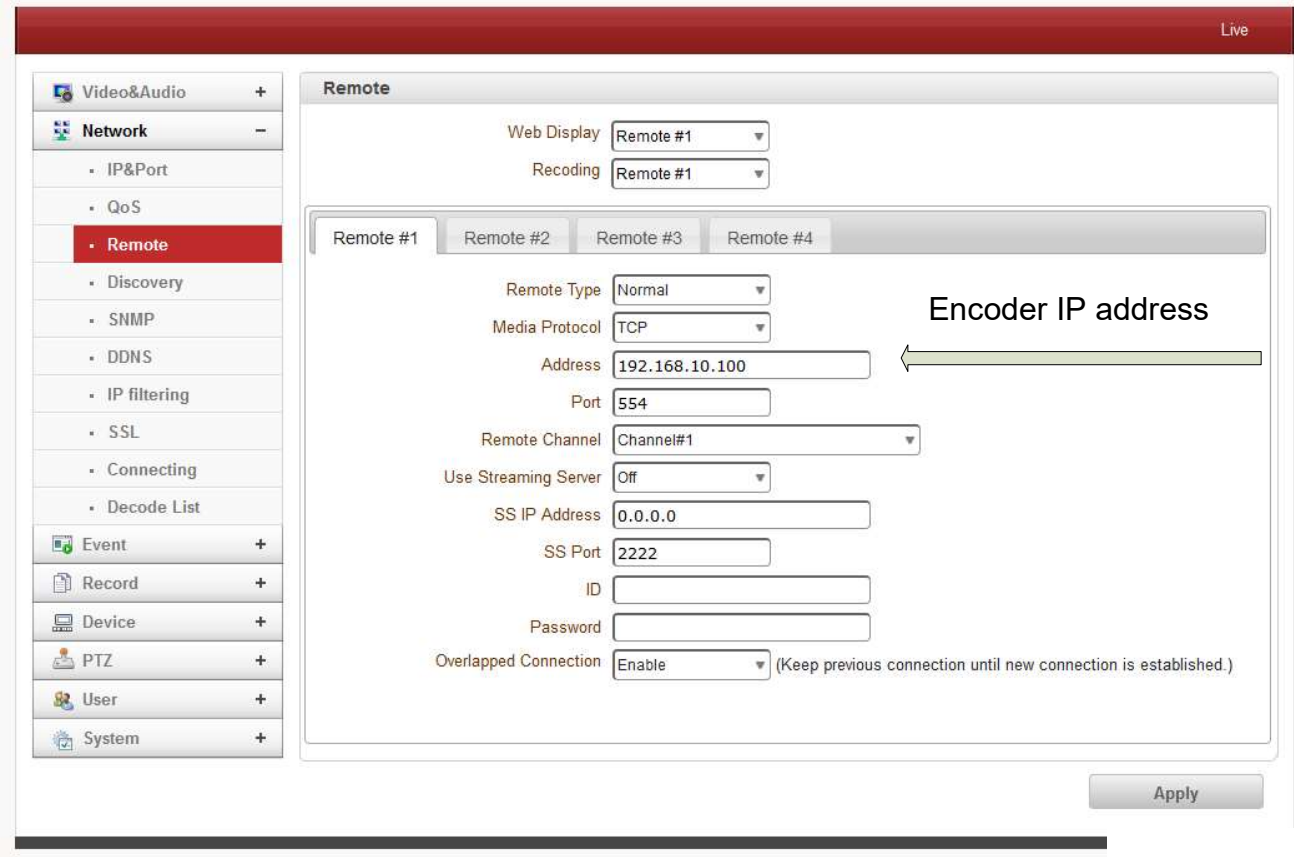 Live
Video&Audio +
Network –
IP&Port
QoS
Remote
Discovery
SNMP
DDNS
IP filtering
SSL
Connecting
Decode List
Event +
Record +
Device +
PTZ +
User +
System +
Remote
Web Display Remote #1
Recoding Remote #1
Remote #1 Remote #2 Remote #3 Remote #4
Remote Type Normal
Media Protocol TCP
Address 192.168.10.100
Port 554
Remote Channel Channel#1
Use Streaming Server Off
SS IP Address 0.0.0.0
SS Port 2222
ID
Password
Overlapped Connection Enable (Keep previous connection until new connection is established.)
Encoder IP address
Apply